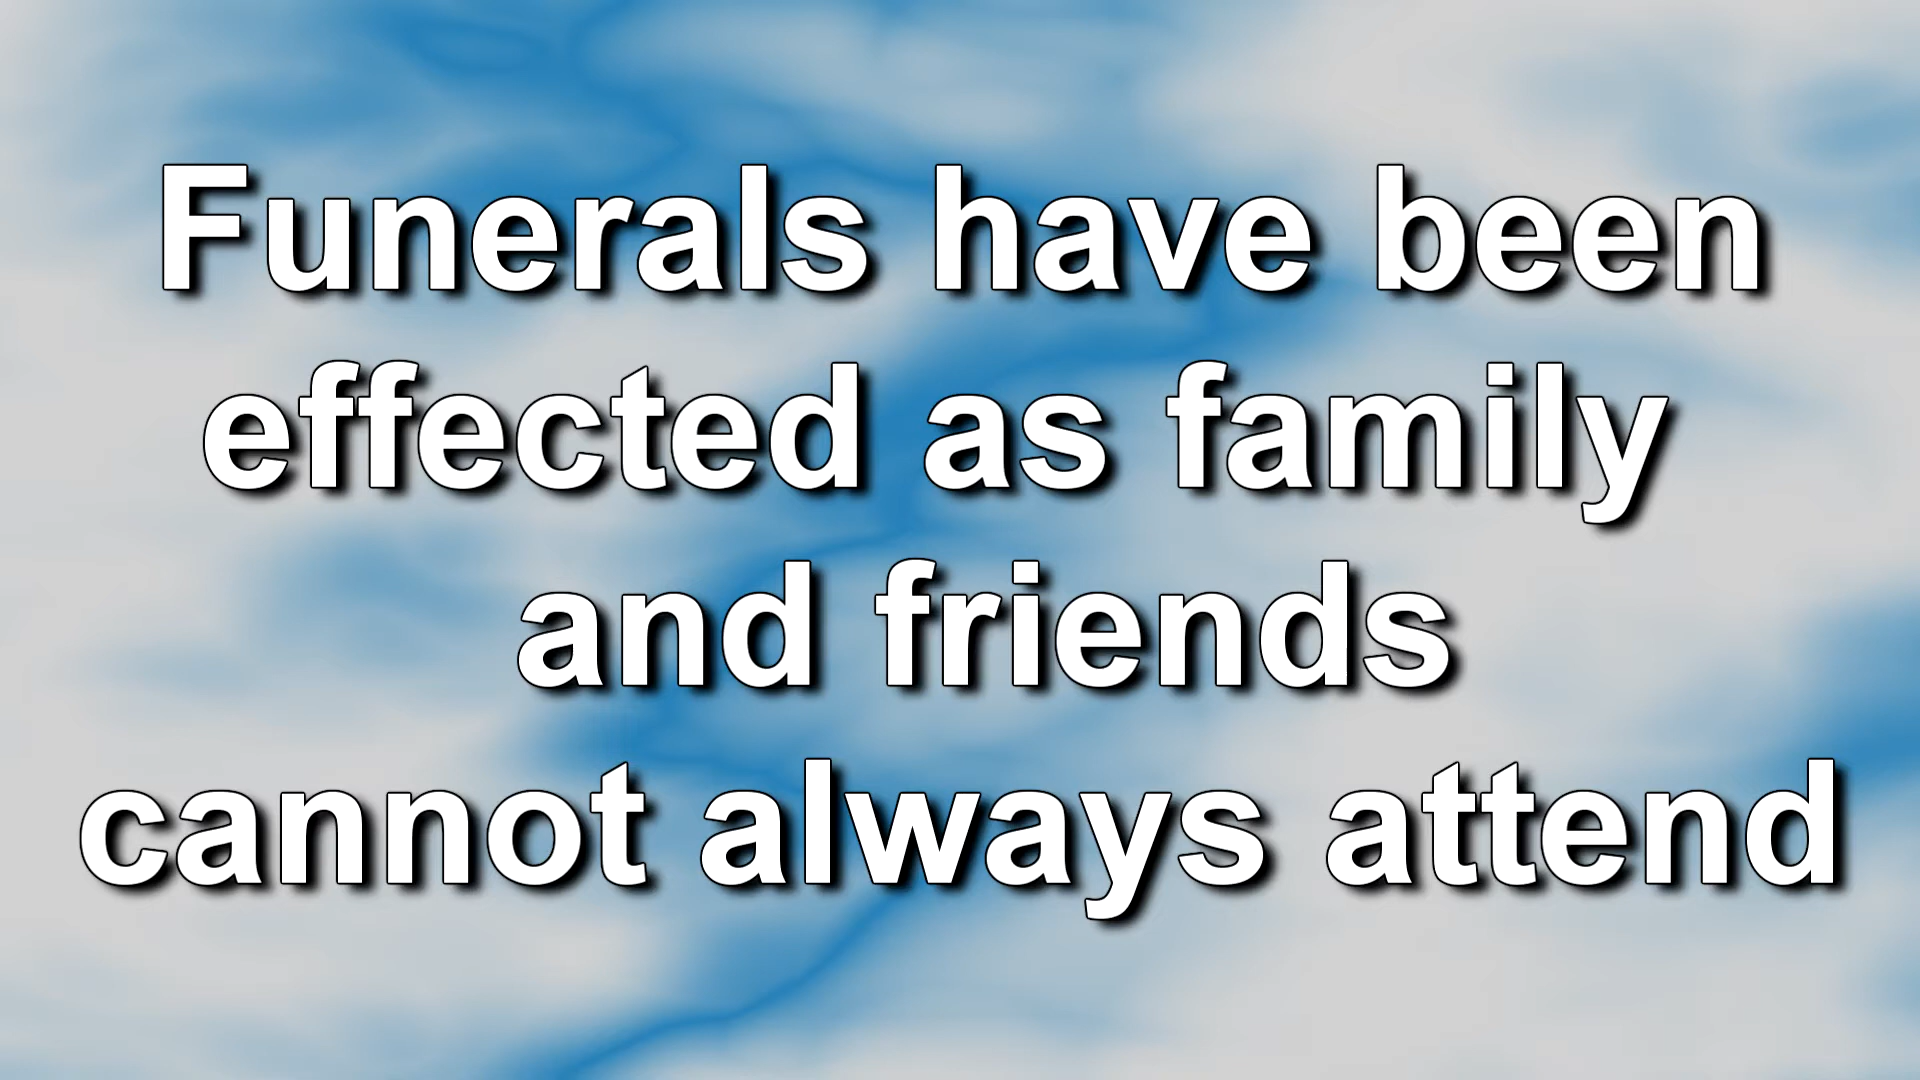 Funerals have been
effected as family
and friends
cannot always attend